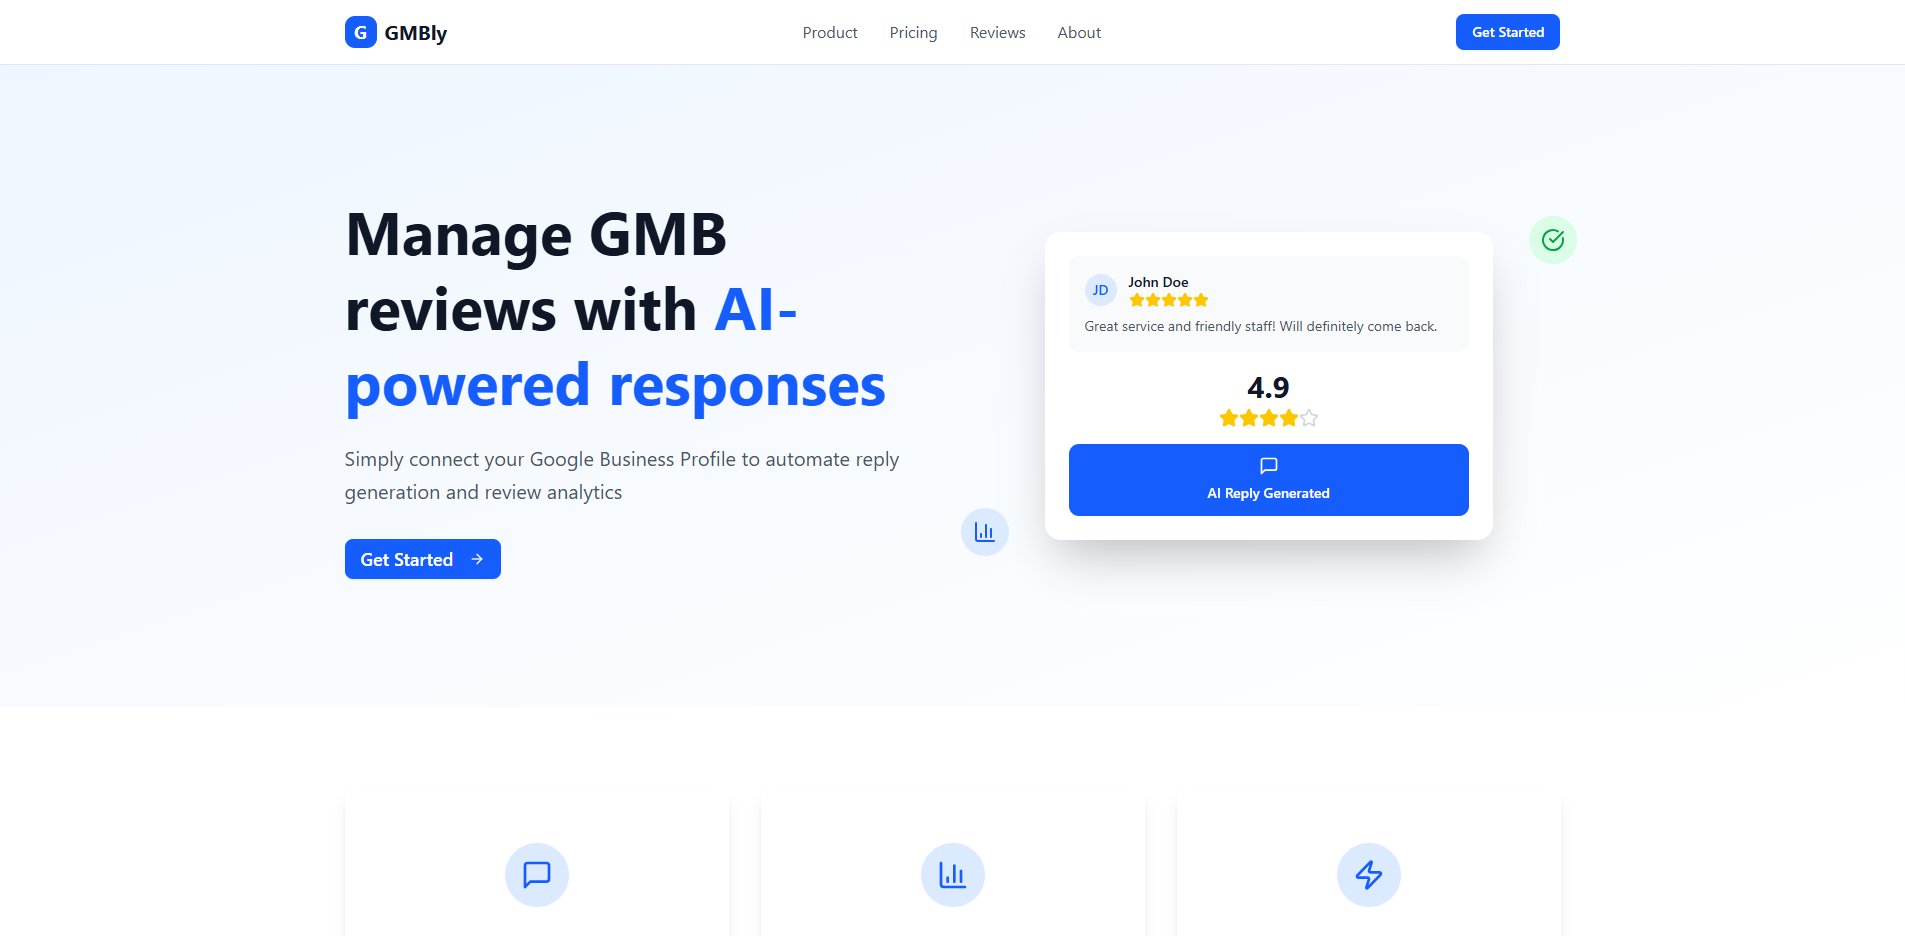 G GMBly
Product Pricing Reviews About
Get Started
Manage GMB
reviews with AI-
powered responses
Simply connect your Google Business Profile to automate reply
generation and review analytics
Get Started
JD
John Doe
Great service and friendly staff! Will definitely come back.
4.9
AI Reply Generated